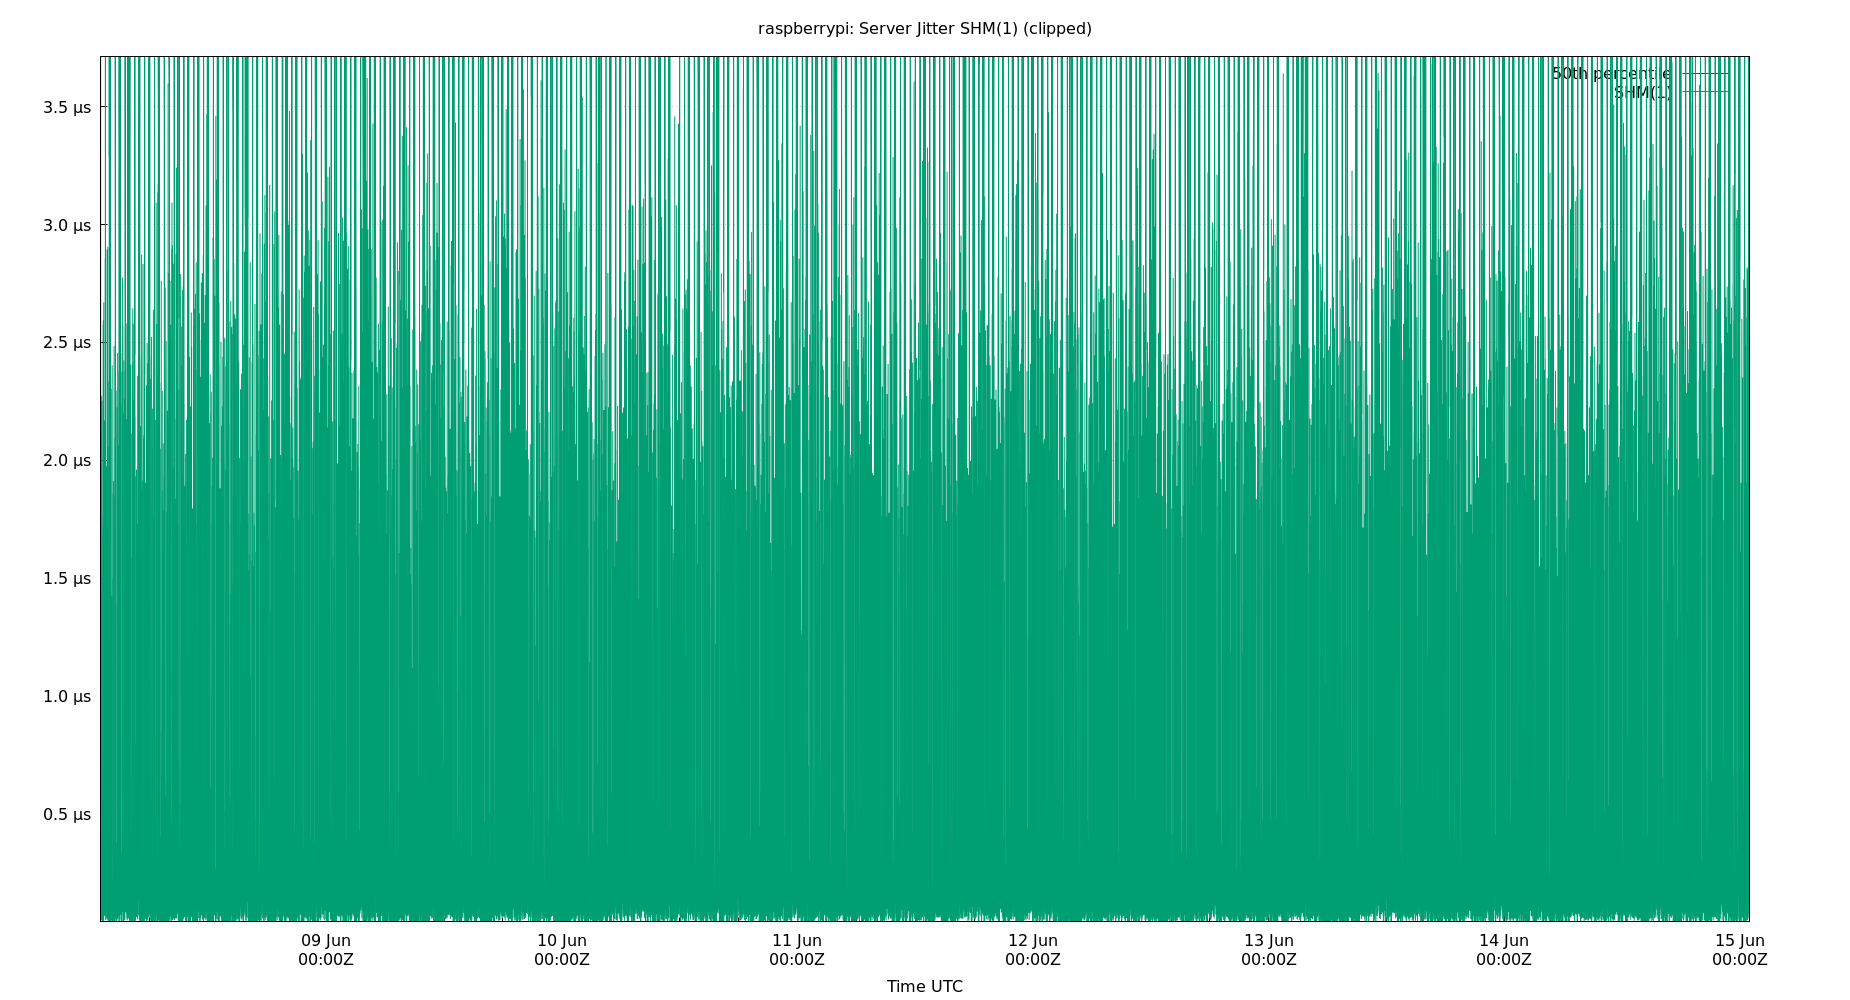 raspberrypi: Server Jitter SHM(1) (clipped)
50th percentile
SHM(1)
3.5 µs
3.0 µs
2.5 µs
2.0 µs
1.5 µs
1.0 µs
0.5 µs
09 Jun 10 Jun 11 Jun 12 Jun 13 Jun 14 Jun 15 Jun
00:00Z 00:00Z 00:00Z 00:00Z 00:00Z 00:00Z 00:00Z
Time UTC